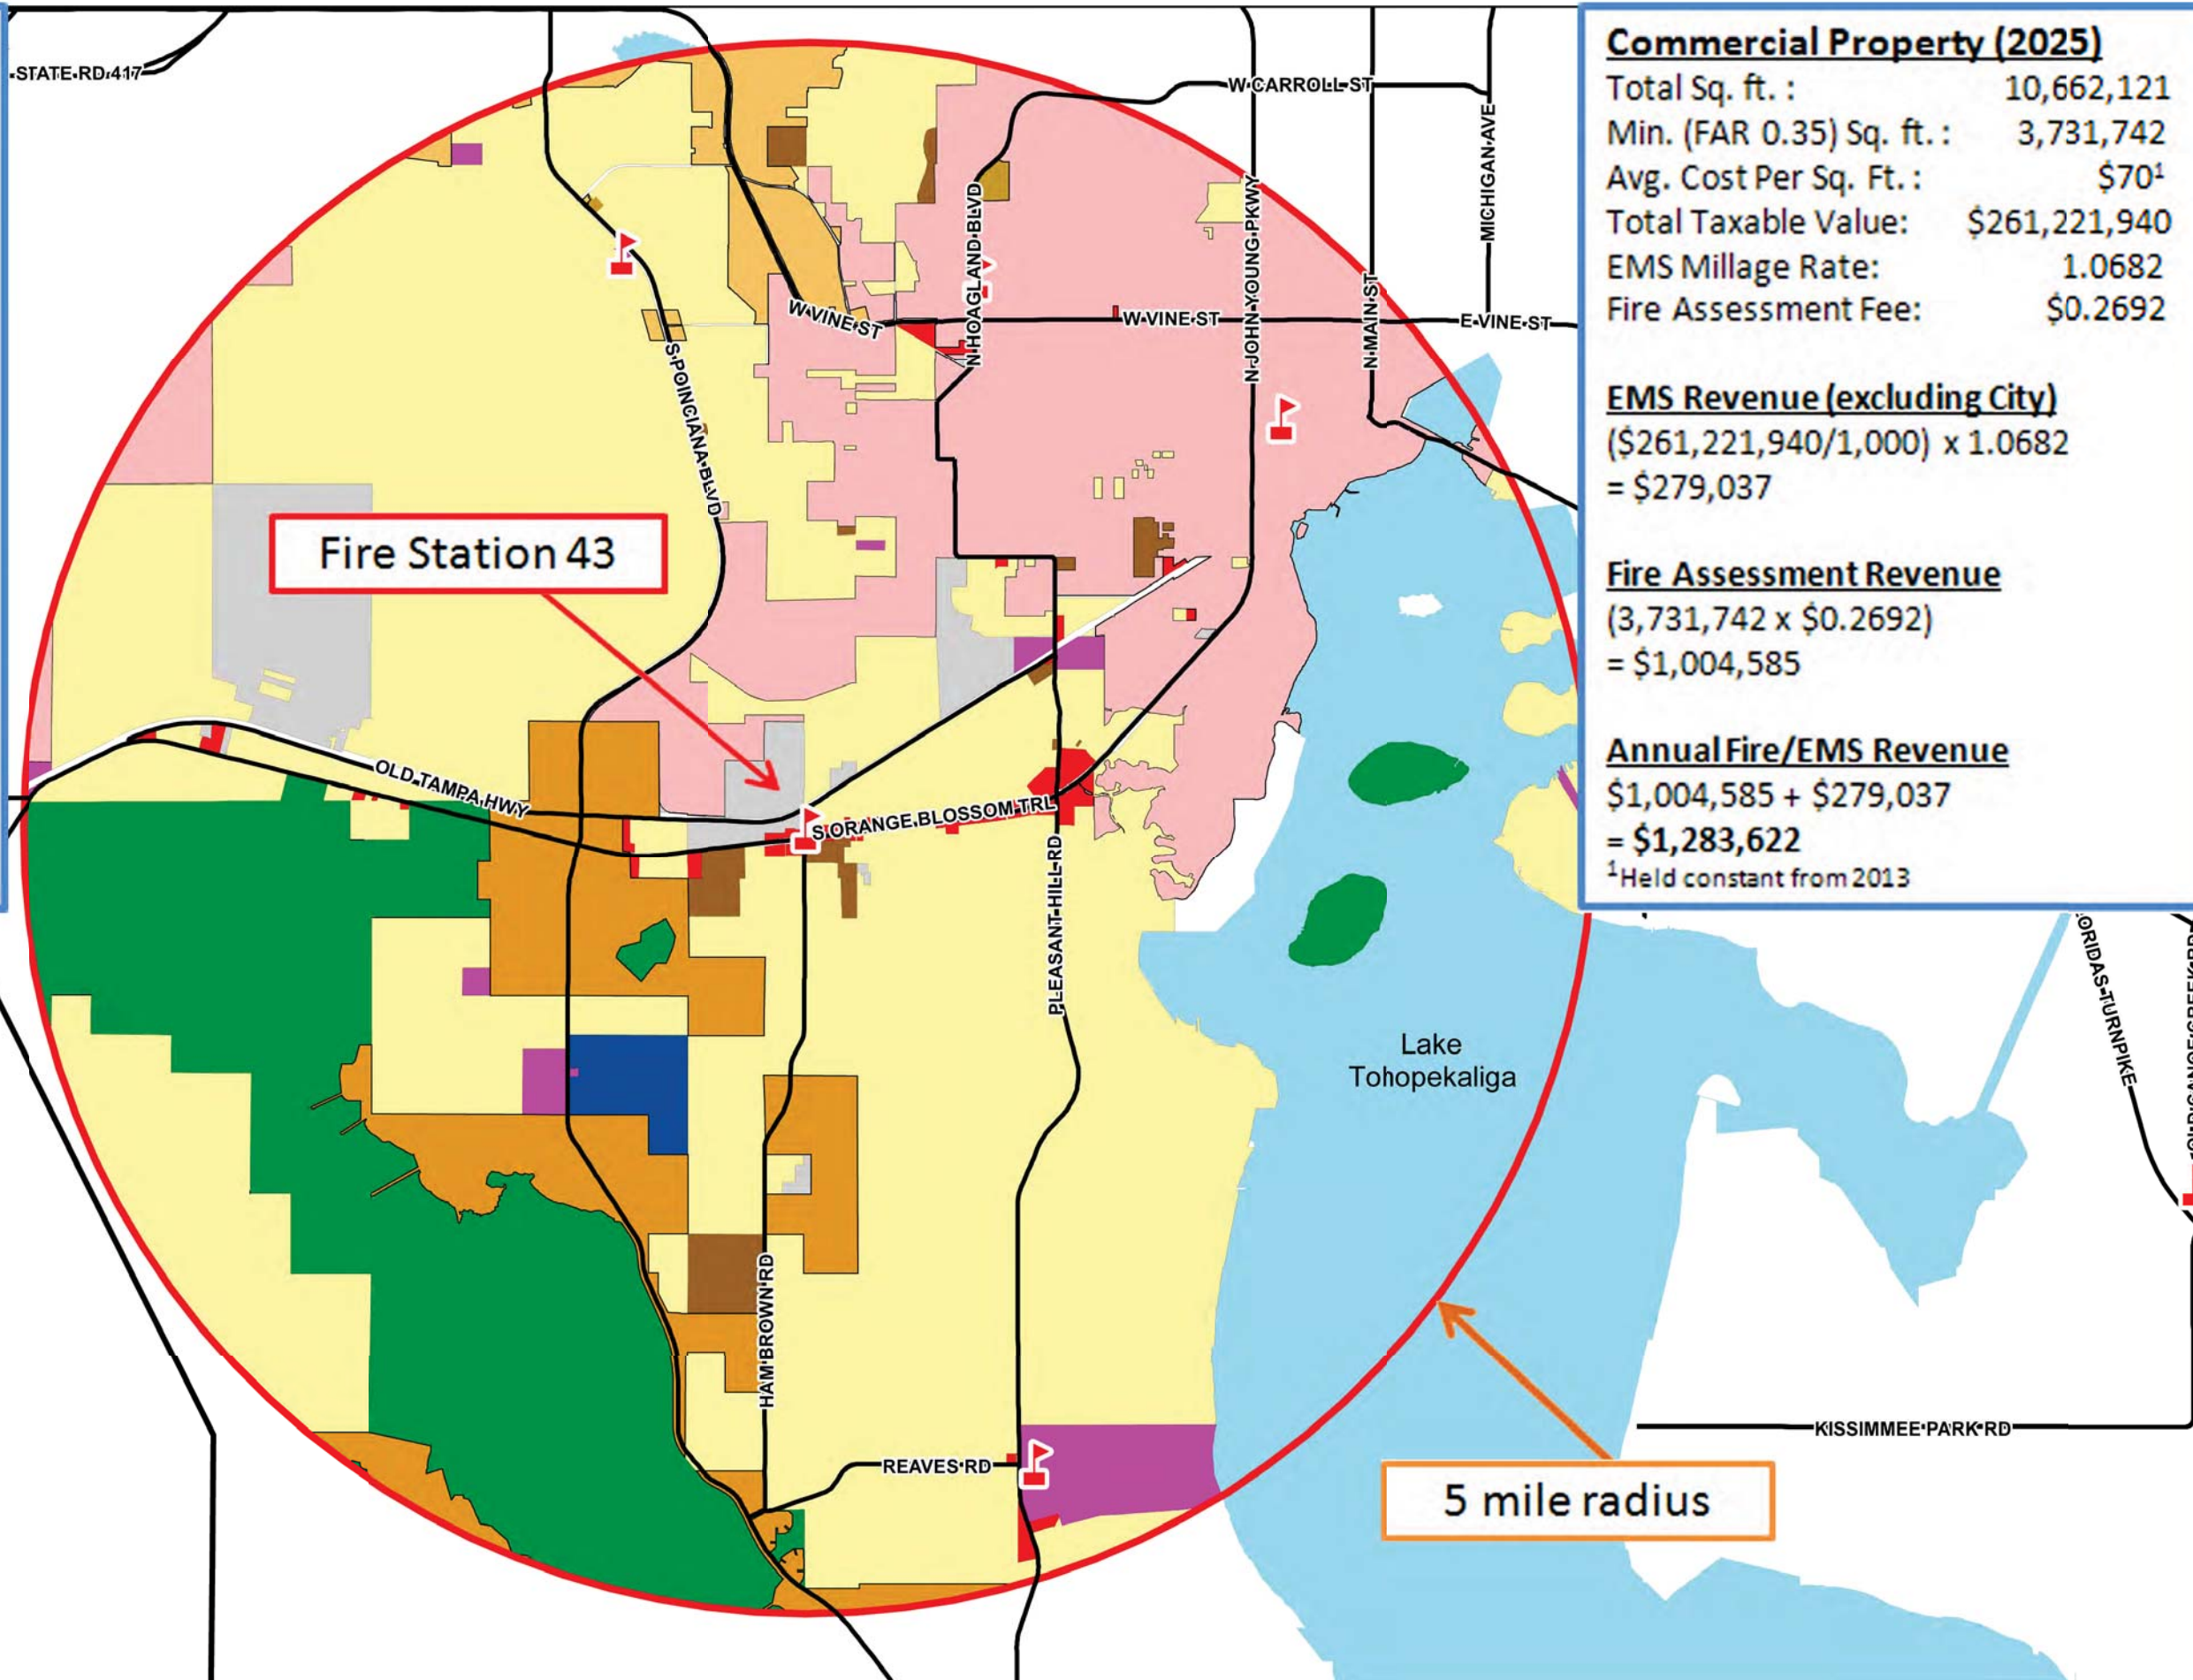 STATE RD 417
W CARROLL ST
MICHIGAN AVE
N HOAGLAND BLVD
N JOHN YOUNG PKWY
N MAIN ST
W VINE ST
W VINE ST
E VINE ST
S POINCIANA BLVD
Fire Station 43
OLD TAMPA HWY
S ORANGE BLOSSOM TRL
PLEASANT HILL RD
Lake
Tohopekaliga
HAM BROWN RD
REAVES RD
5 mile radius
KISSIMMEE PARK RD
TURNPIKE
Commercial Property (2025)
Total Sq. ft. : 10,662,121
Min. (FAR 0.35) Sq. ft. : 3,731,742
Avg. Cost Per Sq. Ft. : $70¹
Total Taxable Value: $261,221,940
EMS Millage Rate: 1.0682
Fire Assessment Fee: $0.2692
EMS Revenue (excluding City)
($261,221,940/1,000) x 1.0682
= $279,037
Fire Assessment Revenue
(3,731,742 x $0.2692)
= $1,004,585
Annual Fire/EMS Revenue
$1,004,585 + $279,037
= $1,283,622
¹Held constant from 2013